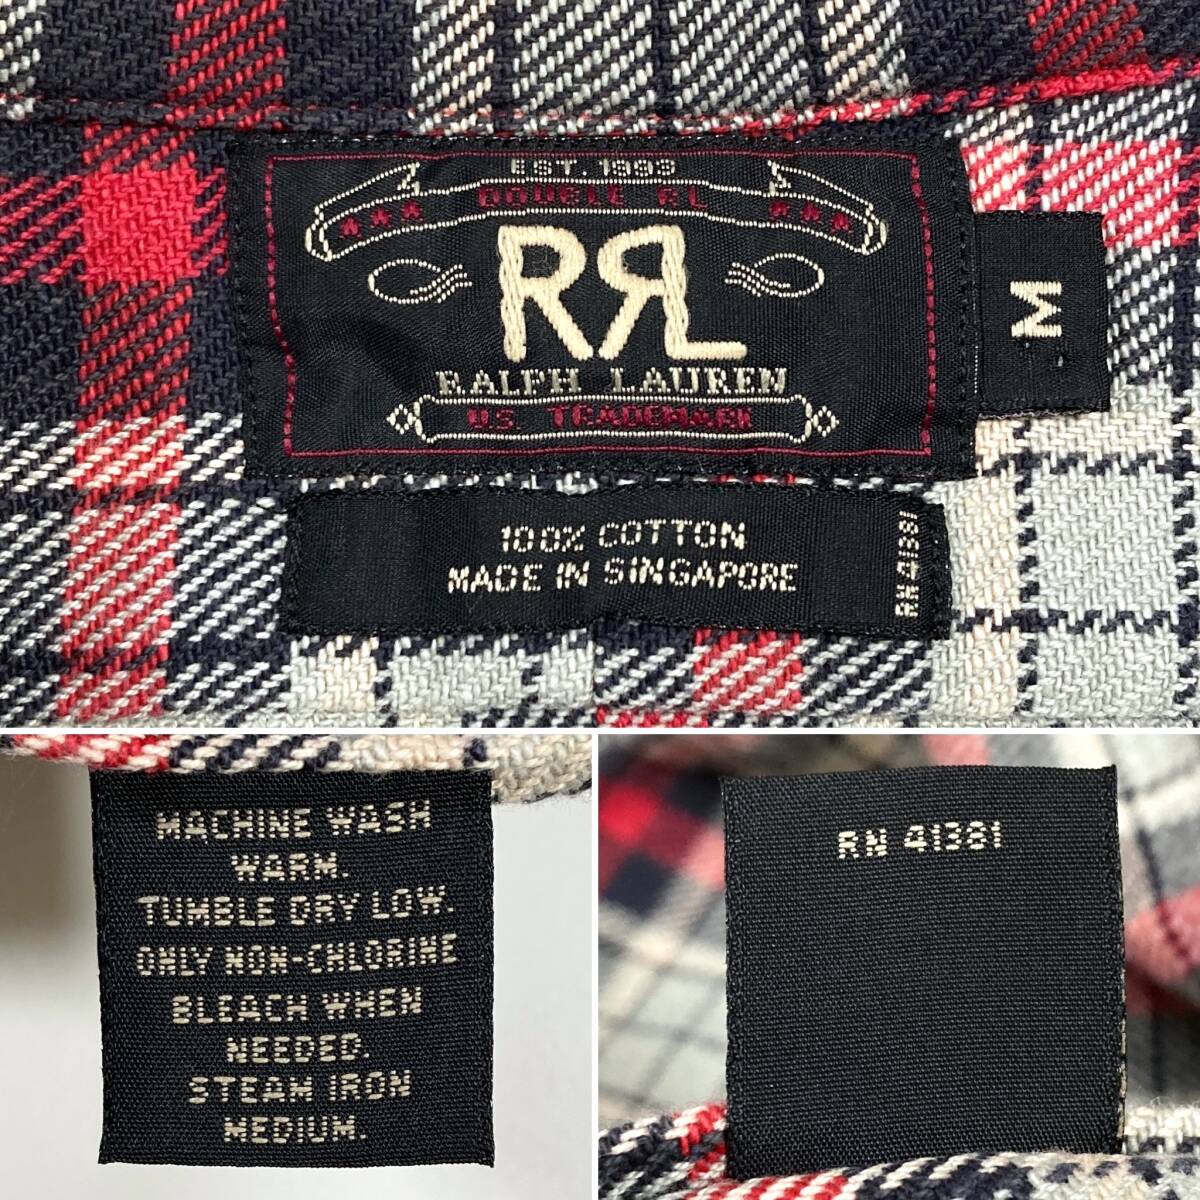 EST. 1993
★★★ DOUBLE RL ★★★
RRL
RALPH LAUREN
U.S. TRADEMARK
M
100% COTTON
MADE IN SINGAPORE
RN 41381
MACHINE WASH
WARM.
TUMBLE DRY LOW.
ONLY NON-CHLORINE
BLEACH WHEN
NEEDED.
STEAM IRON
MEDIUM.
RN 41381